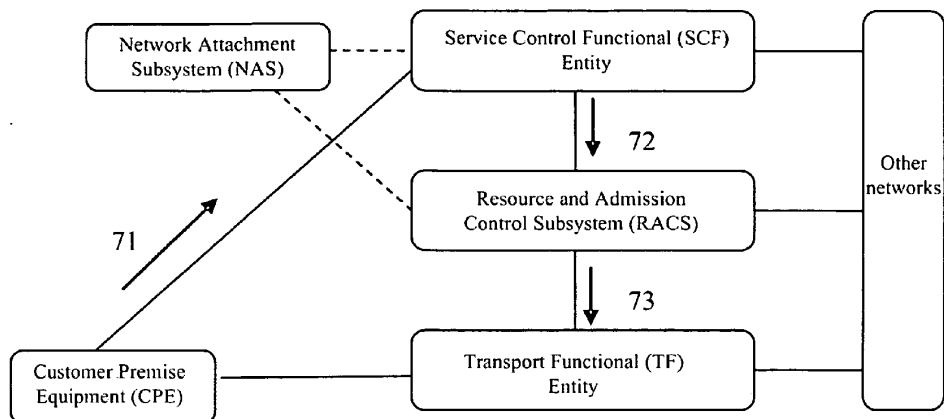 Network Attachment
Subsystem (NAS)
Service Control Functional (SCF)
Entity
72
Other
networks
Resource and Admission
Control Subsystem (RACS)
71
73
Customer Premise
Equipment (CPE)
Transport Functional (TF)
Entity